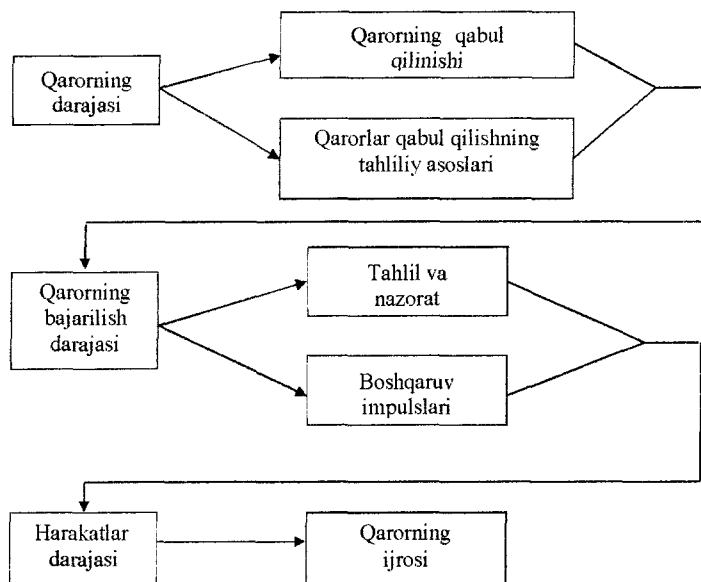 Qarorning
darajasi
Qarorning qabul
qilinishi
Qarorlar qabul qilishning
tahliliy asoslari
Qarorning
bajarilish
darajasi
Tahlil va
nazorat
Boshqaruv
impulslari
Harakatlar
darajasi
Qarorning
ijrosi